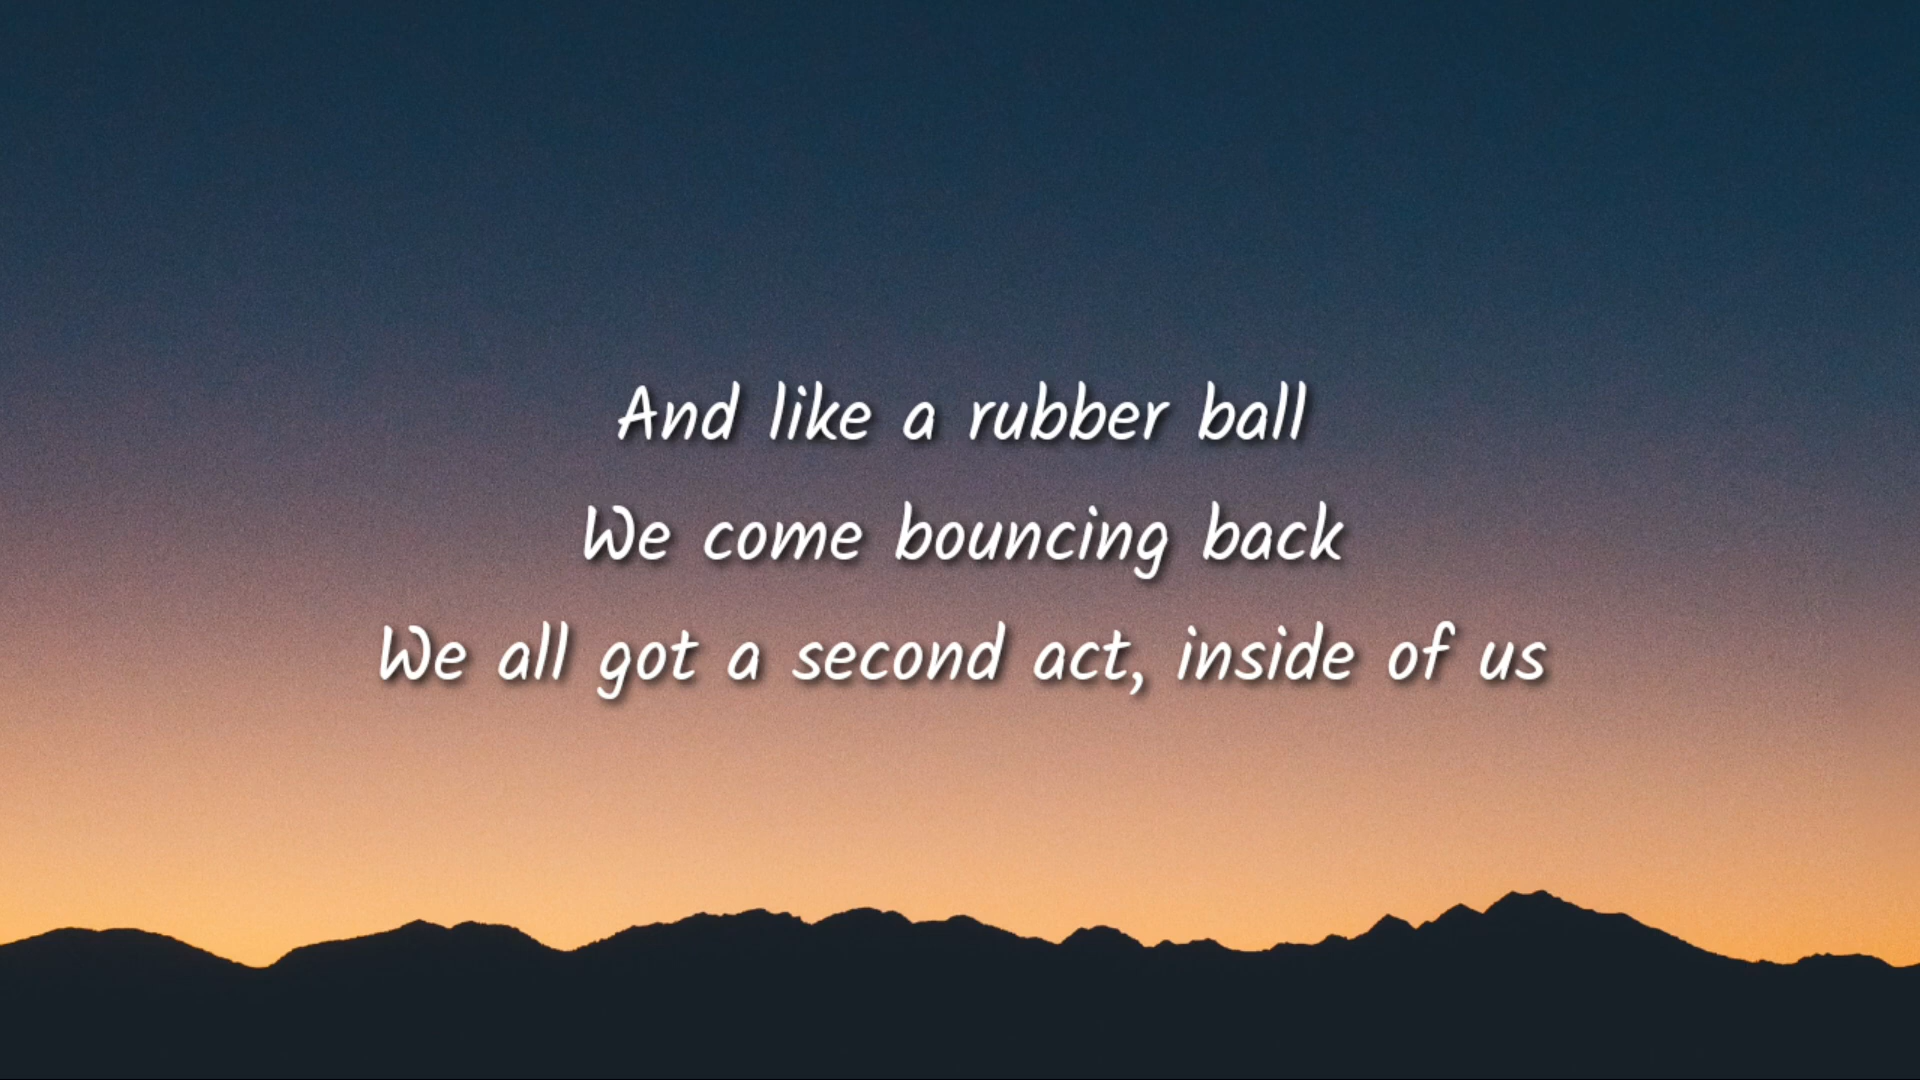 And like a rubber ball
We come bouncing back
We all got a second act, inside of us